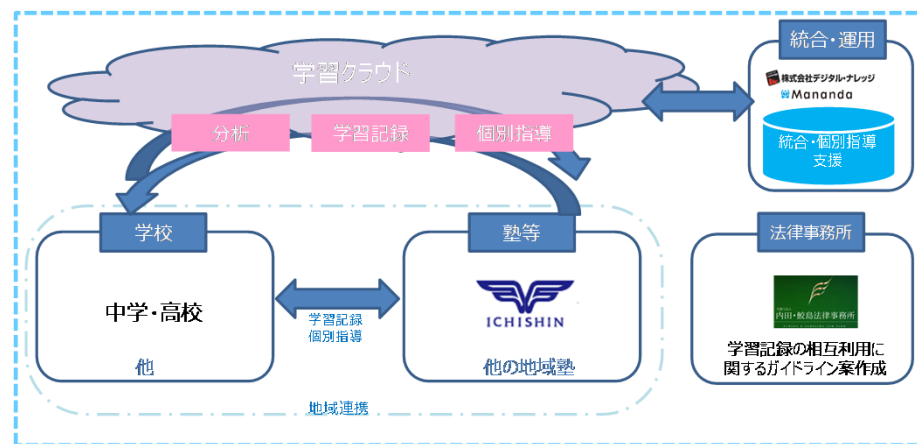 学習クラウド
分析
学習記録
個別指導
統合・運用
株式会社デジタル・ナレッジ
Mananda
統合・個別指導
支援
学校
中学・高校
他
学習記録
個別指導
塾等
ICHISHIN
他の地域塾
地域連携
法律事務所
内田・鮫島法律事務所
学習記録の相互利用に
関するガイドライン案作成